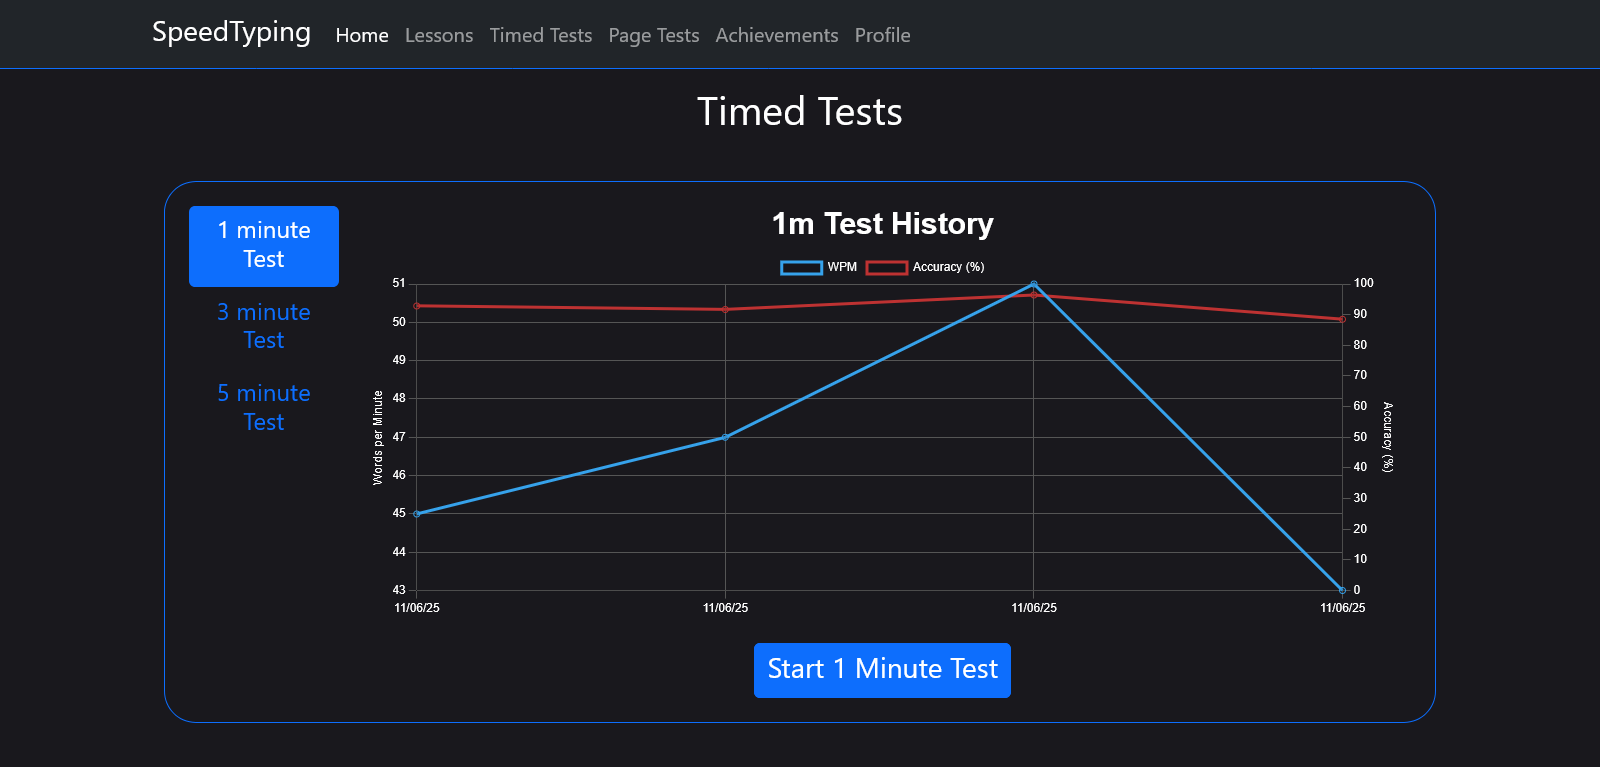 SpeedTyping Home Lessons Timed Tests Page Tests Achievements Profile
Timed Tests
1 minute
Test
3 minute
Test
5 minute
Test
1m Test History
WPM Accuracy (%)
Words per Minute
51
50
49
48
47
46
45
44
43
100
90
80
70
60
50
40
30
20
10
0
Accuracy (%)
11/06/25 11/06/25 11/06/25 11/06/25
Start 1 Minute Test